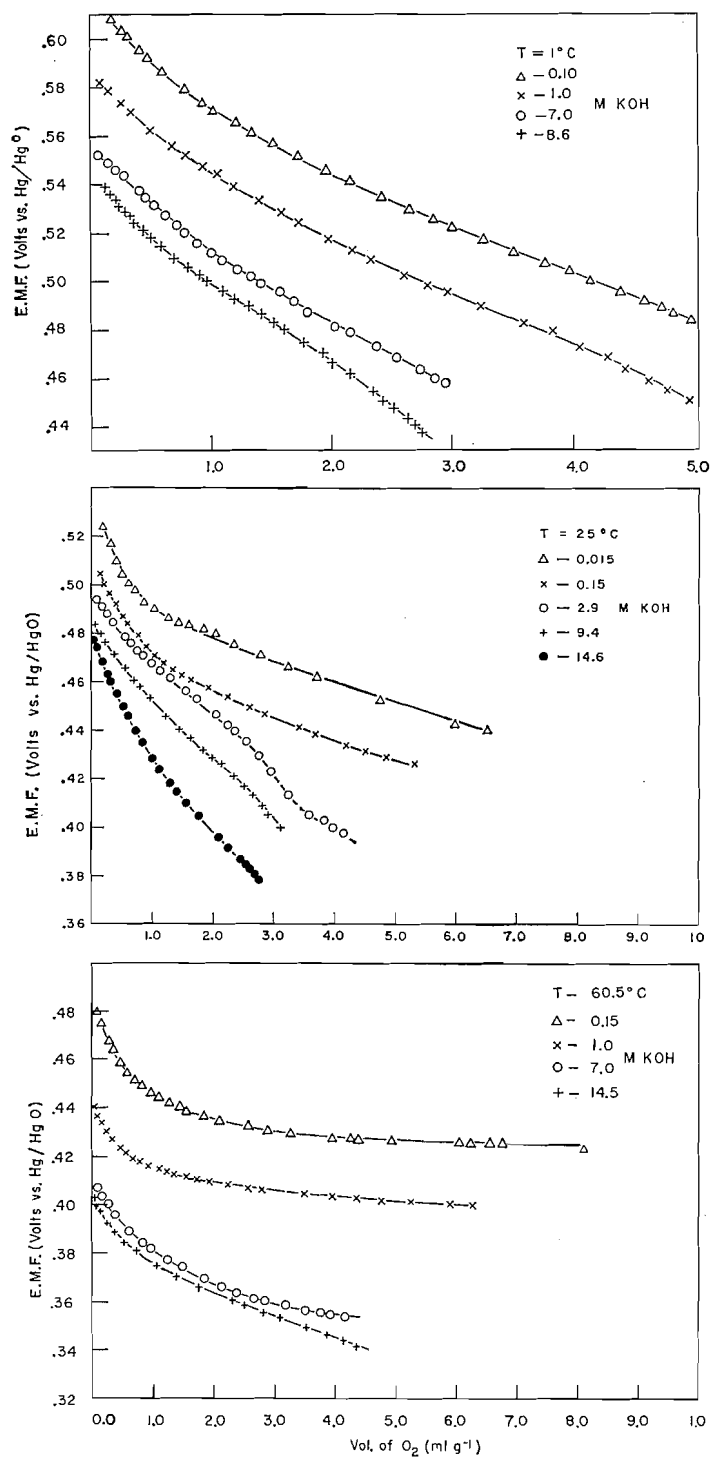 .60
.58
.56
.54
.52
.50
.48
.46
.44
E.M.F. (Volts vs. Hg/Hg0)
T = 1° C
△ -0.10
× -1.0
○ -7.0
+ -8.6
M KOH
1.0 2.0 3.0 4.0 5.0
.52
.50
.48
.46
.44
.42
.40
.38
.36
E.M.F. (Volts vs. Hg/HgO)
T = 25 °C
△ - 0.015
× - 0.15
○ - 2.9 M KOH
+ - 9.4
● - 14.6
1.0 2.0 3.0 4.0 5.0 6.0 7.0 8.0 9.0 10
.48
.46
.44
.42
.40
.38
.36
.34
.32
E.M.F. (Volts vs. Hg/HgO)
T - 60.5°C
△ - 0.15
× - 1.0
○ - 7.0
+ - 14.5
M KOH
0.0 1.0 2.0 3.0 4.0 5.0 6.0 7.0 8.0 9.0 1.0
Vol. of O2 (ml g-1)